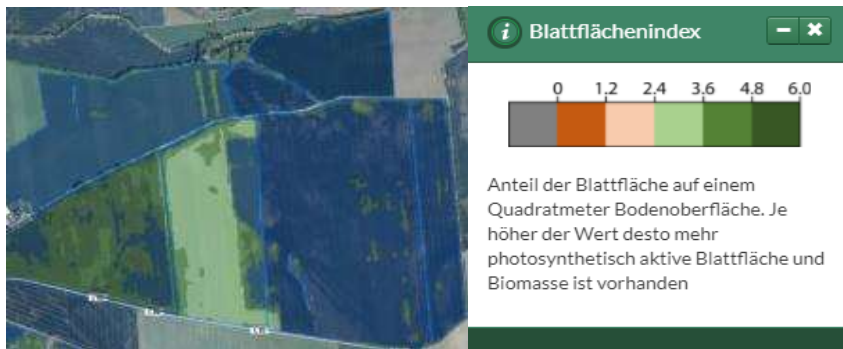 Blattflächenindex
0 1.2 2.4 3.6 4.8 6.0
Anteil der Blattfläche auf einem
Quadratmeter Bodenoberfläche. Je
höher der Wert desto mehr
photosynthetisch aktive Blattfläche und
Biomasse ist vorhanden